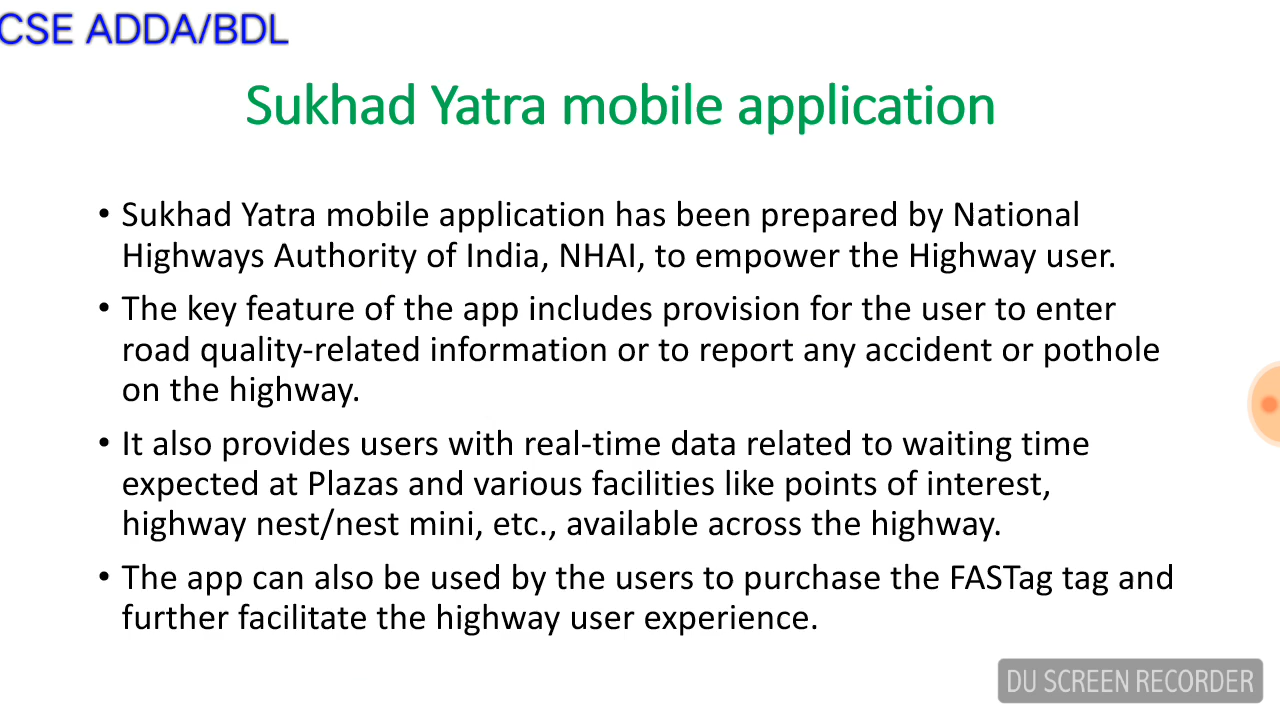 CSE ADDA/BDL
Sukhad Yatra mobile application
• Sukhad Yatra mobile application has been prepared by National
Highways Authority of India, NHAI, to empower the Highway user.
• The key feature of the app includes provision for the user to enter
road quality-related information or to report any accident or pothole
on the highway.
• It also provides users with real-time data related to waiting time
expected at Plazas and various facilities like points of interest,
highway nest/nest mini, etc., available across the highway.
• The app can also be used by the users to purchase the FASTag tag and
further facilitate the highway user experience.
DU SCREEN RECORDER